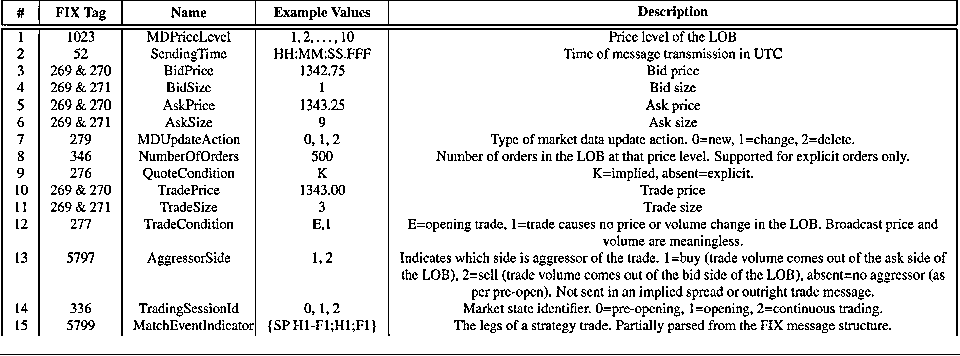 # FIX Tag Name Example Values Description
1 1023 MDPriceLevel 1, 2, . . . , 10 Price level of the LOB
2 52 SendingTime HH:MM:SS.FFF Time of message transmission in UTC
3 269 & 270 BidPrice 1342.75 Bid price
4 269 & 271 BidSize 1 Bid size
5 269 & 270 AskPrice 1343.25 Ask price
6 269 & 271 AskSize 9 Ask size
7 279 MDUpdateAction 0, 1, 2 Type of market data update action. 0=new, 1=change, 2=delete.
8 346 NumberOfOrders 500 Number of orders in the LOB at that price level. Supported for explicit orders only.
9 276 QuoteCondition K K=implied, absent=explicit.
10 269 & 270 TradePrice 1343.00 Trade price
11 269 & 271 TradeSize 3 Trade size
12 277 TradeCondition E,1 E=opening trade, 1=trade causes no price or volume change in the LOB. Broadcast price and
volume are meaningless.
13 5797 AggressorSide 1, 2 Indicates which side is aggressor of the trade. 1=buy (trade volume comes out of the ask side of
the LOB), 2=sell (trade volume comes out of the bid side of the LOB), absent=no aggressor (as
per pre-open). Not sent in an implied spread or outright trade message.
14 336 TradingSessionId 0, 1, 2 Market state identifier. 0=pre-opening, 1=opening, 2=continuous trading.
15 5799 MatchEventIndicator {SP H1-F1;H1;F1} The legs of a strategy trade. Partially parsed from the FIX message structure.